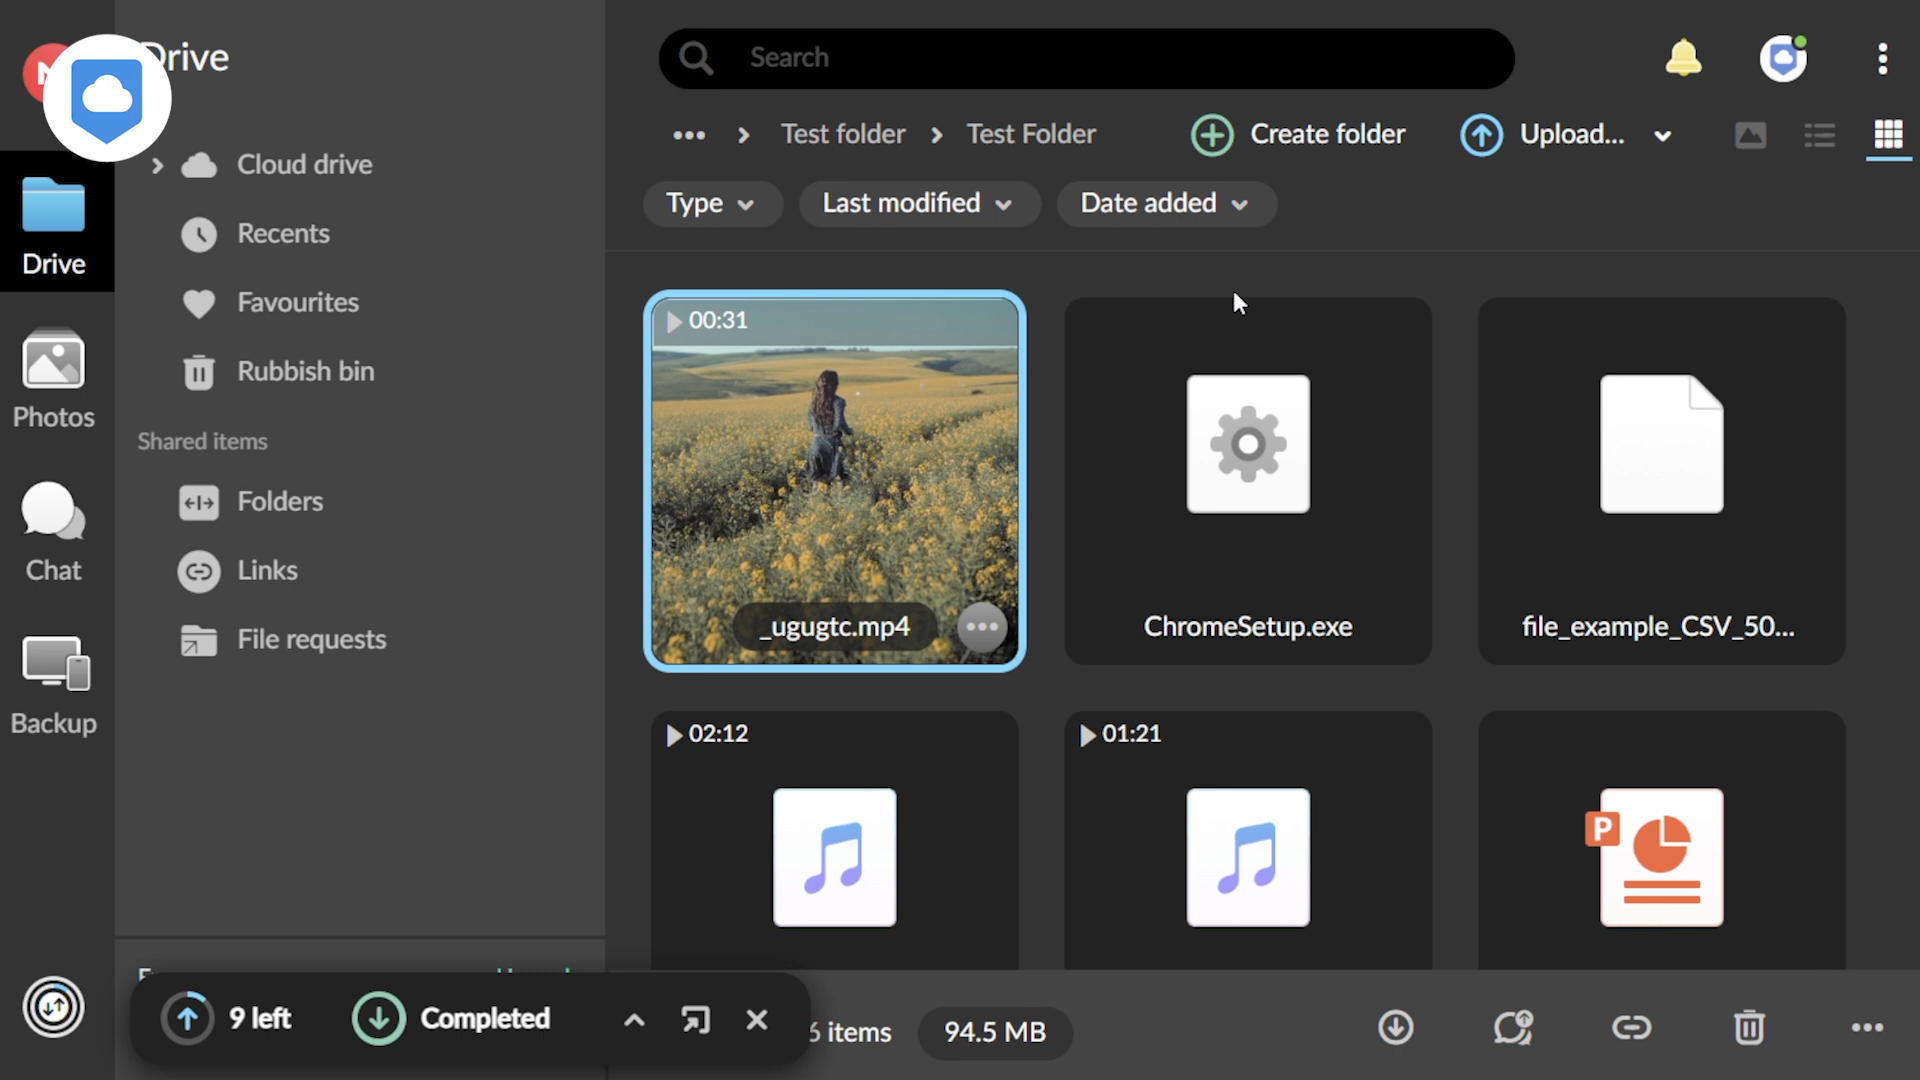 Drive
Search
Test folder
Test Folder
Create folder
Upload...
Type
Last modified
Date added
Drive
Photos
Chat
Backup
Cloud drive
Recents
Favourites
Rubbish bin
Shared items
Folders
Links
File requests
00:31
_ugugtc.mp4
ChromeSetup.exe
file_example_CSV_50...
02:12
01:21
P
9 left
Completed
6 items
94.5 MB